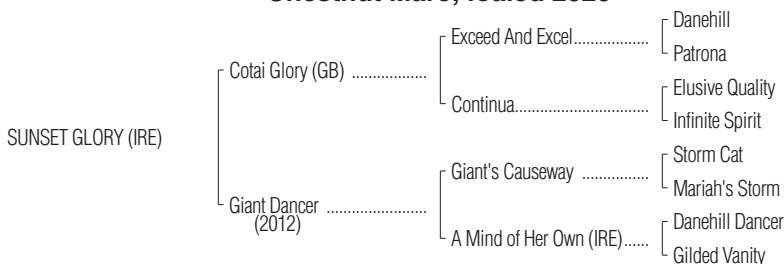 Chestnut Mare; foaled 2020
Danehill
Exceed And Excel..................
Patrona
Cotai Glory (GB) ..................
Elusive Quality
Continua................................
Infinite Spirit
SUNSET GLORY (IRE)
Storm Cat
Giant's Causeway ................
Mariah's Storm
Giant Dancer ........................
(2012)
Danehill Dancer
A Mind of Her Own (IRE)......
Gilded Vanity